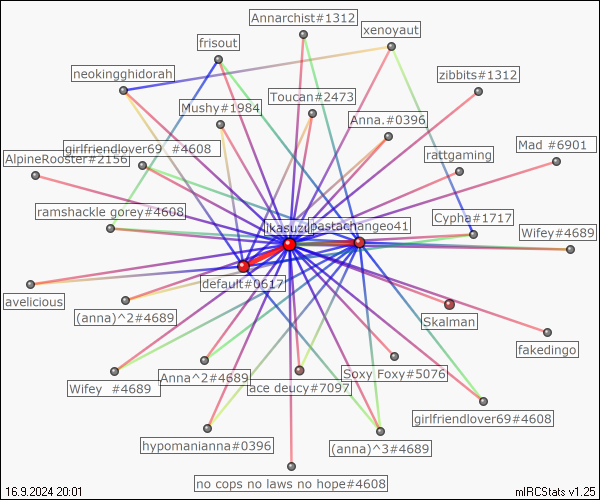 Annarchist#1312
xenoyaut
frisout
neokingghidorah
zibbits#1312
Toucan#2473
Mushy#1984
Anna.#0396
Mad  #6901
girlfriendlover69  #4608
AlpineRooster#2156
rattgaming
ramshackle gorey#4608
Cypha#1717
pastachangeo41
Wifey#4689
default#0617
avelicious
(anna)^2#4689
Skalman
fakedingo
Soxy Foxy#5076
Anna^2#4689
Wifey  #4689
ace deucy#7097
girlfriendlover69#4608
hypomanianna#0396
(anna)^3#4689
no cops no laws no hope#4608
16.9.2024 20:01
mIRCStats v1.25